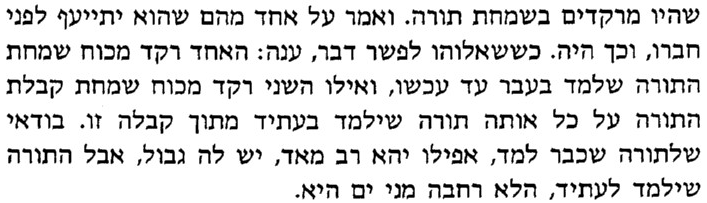 שהיו מרקדים בשמחת תורה. ואמר על אחד מהם שהוא יתייעף לפני
חברו, וכך היה. כששאלוהו לפשר דבר, ענה: האחד רקד מכוח שמחת
התורה שלמד בעבר עד עכשו, ואילו השני רקד מכוח שמחת קבלת
התורה על כל אותה תורה שילמד בעתיד מתוך קבלה זו. בודאי
שלתורה שכבר למד, אפילו יהא רב מאד, יש לה גבול, אבל התורה
שילמד לעתיד, הלא רחבה מני ים היא.